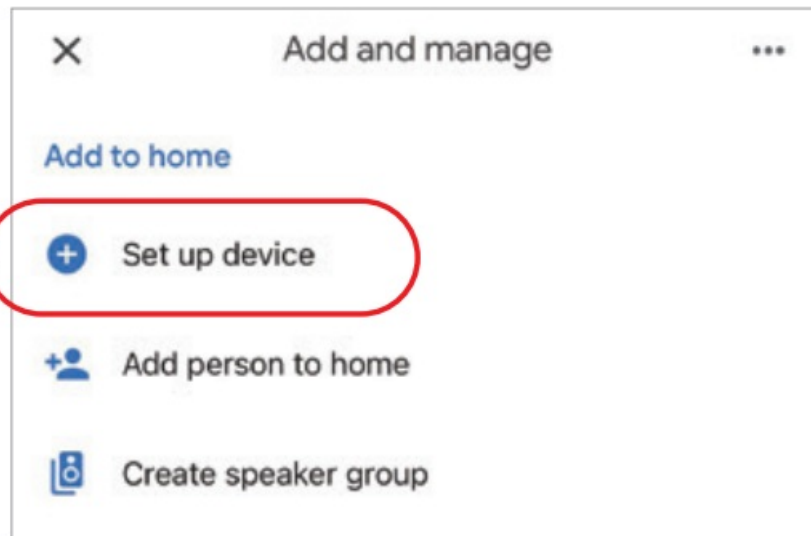 Add and manage
Add to home
Set up device
Add person to home
Create speaker group